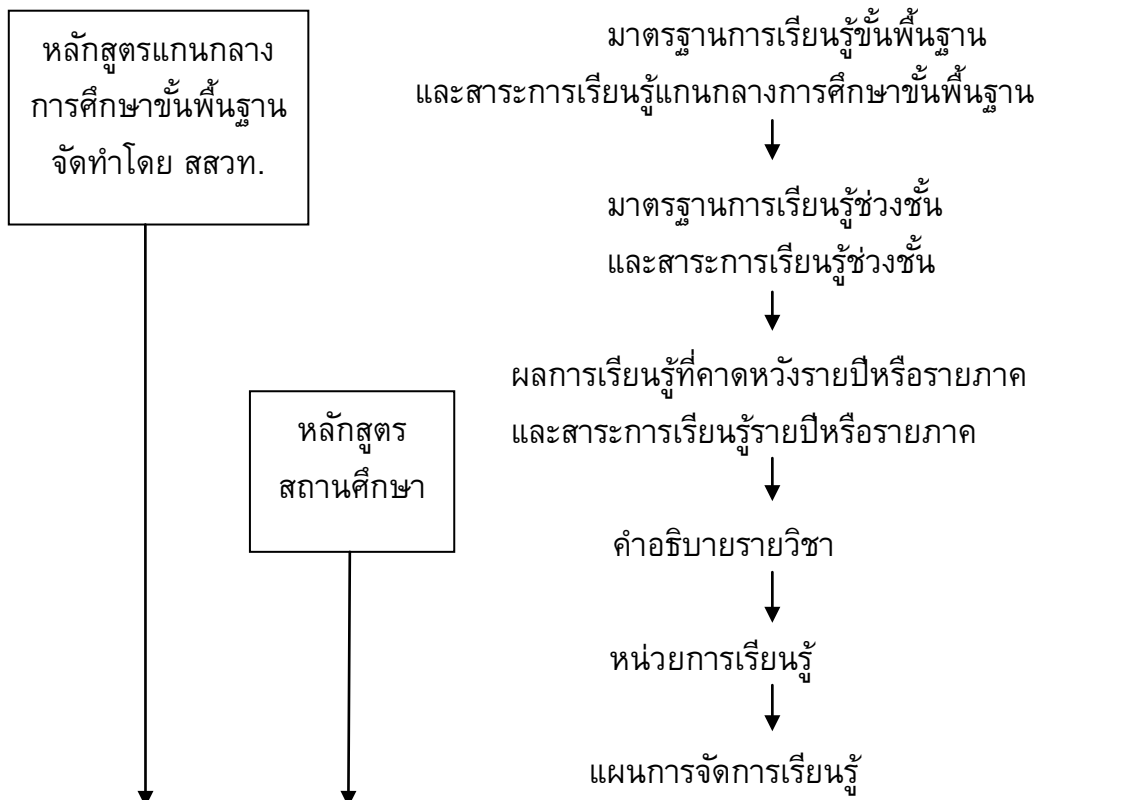 หลักสูตรแกนกลาง
การศึกษาขั้นพื้นฐาน
จัดทำโดย สสวท.
มาตรฐานการเรียนรู้ขั้นพื้นฐาน
และสาระการเรียนรู้แกนกลางการศึกษาขั้นพื้นฐาน
มาตรฐานการเรียนรู้ช่วงชั้น
และสาระการเรียนรู้ช่วงชั้น
หลักสูตร
สถานศึกษา
ผลการเรียนรู้ที่คาดหวังรายปีหรือรายภาค
และสาระการเรียนรู้รายปีหรือรายภาค
คำอธิบายรายวิชา
หน่วยการเรียนรู้
แผนการจัดการเรียนรู้